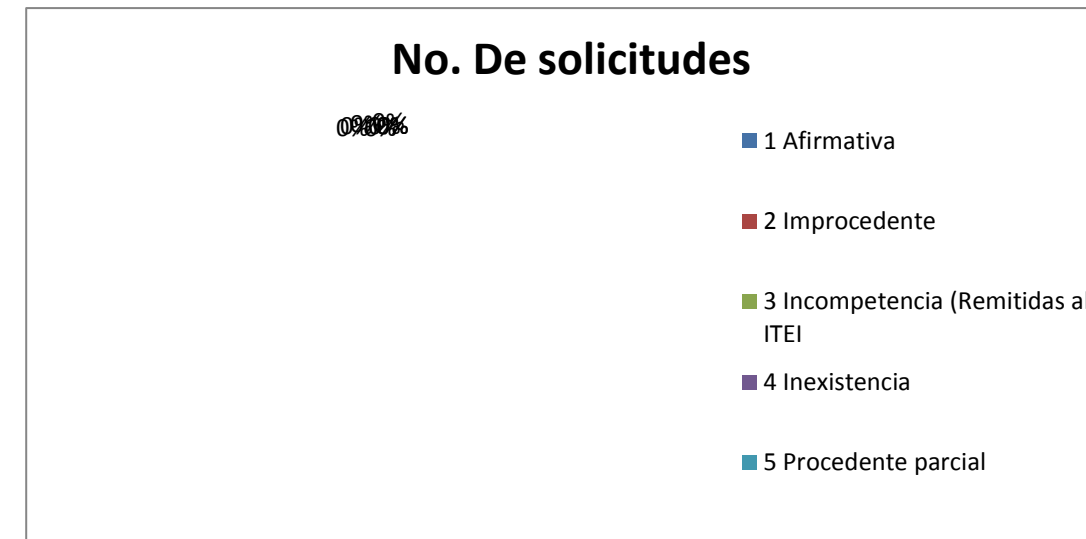 No. De solicitudes
1 Afirmativa
2 Improcedente
3 Incompetencia (Remitidas al
ITEI
4 Inexistencia
5 Procedente parcial